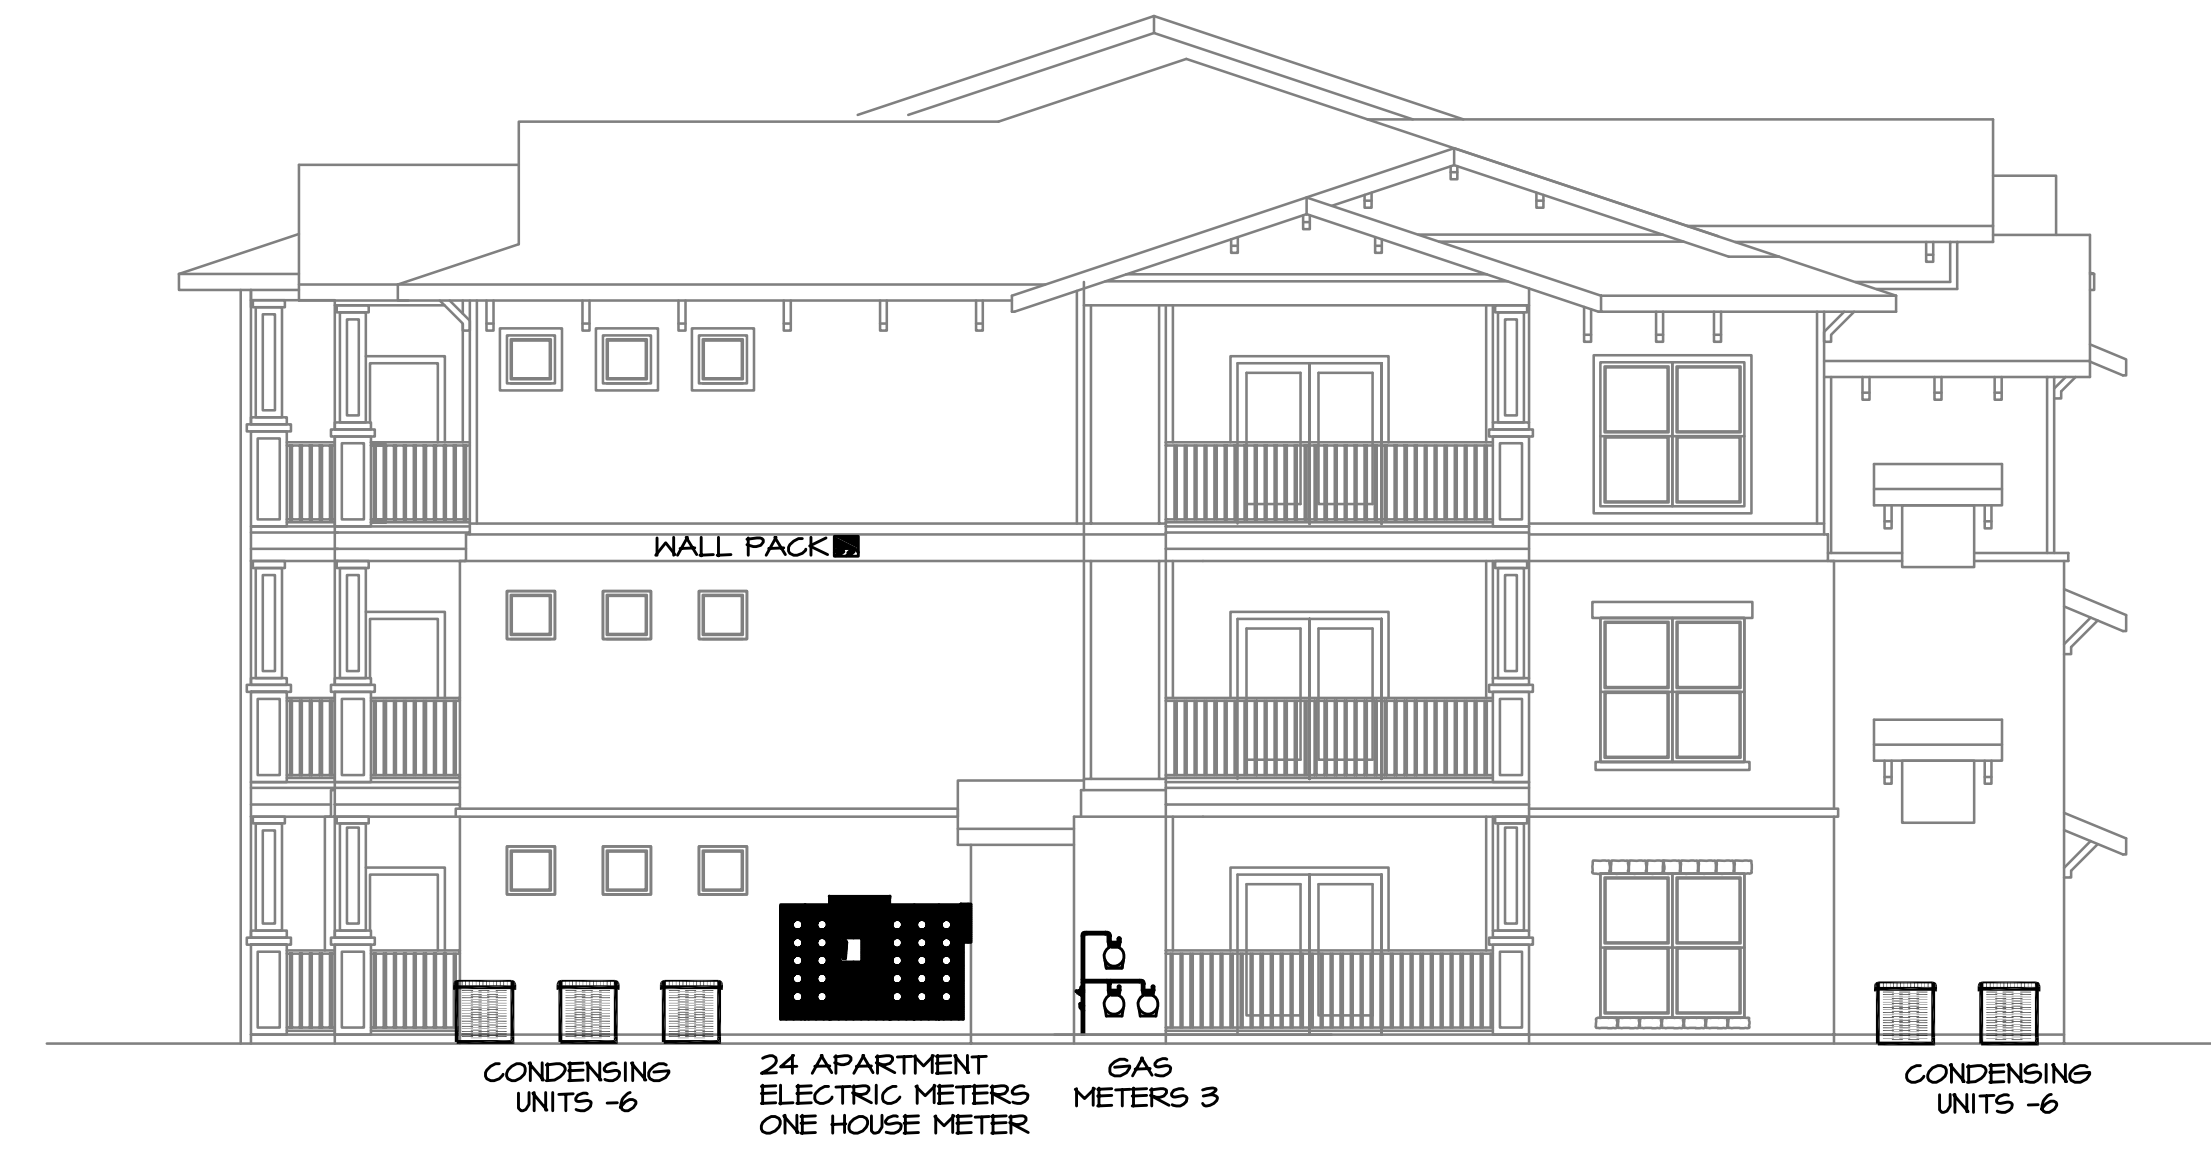 WALL PACK
CONDENSING
UNITS -6
24 APARTMENT
ELECTRIC METERS
ONE HOUSE METER
GAS
METERS 3
CONDENSING
UNITS -6